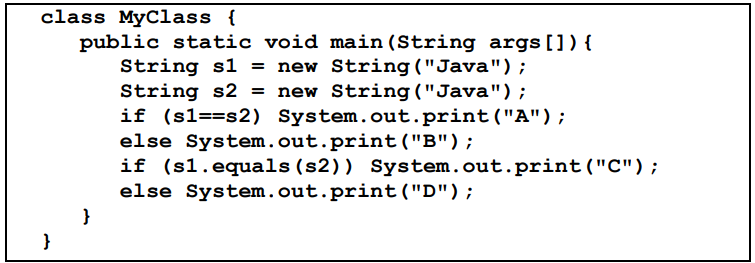 class MyClass {
public static void main(String args[]){
String s1 = new String("Java");
String s2 = new String("Java");
if (s1==s2) System.out.print("A");
else System.out.print("B");
if (s1.equals(s2)) System.out.print("C");
else System.out.print("D");
}
}